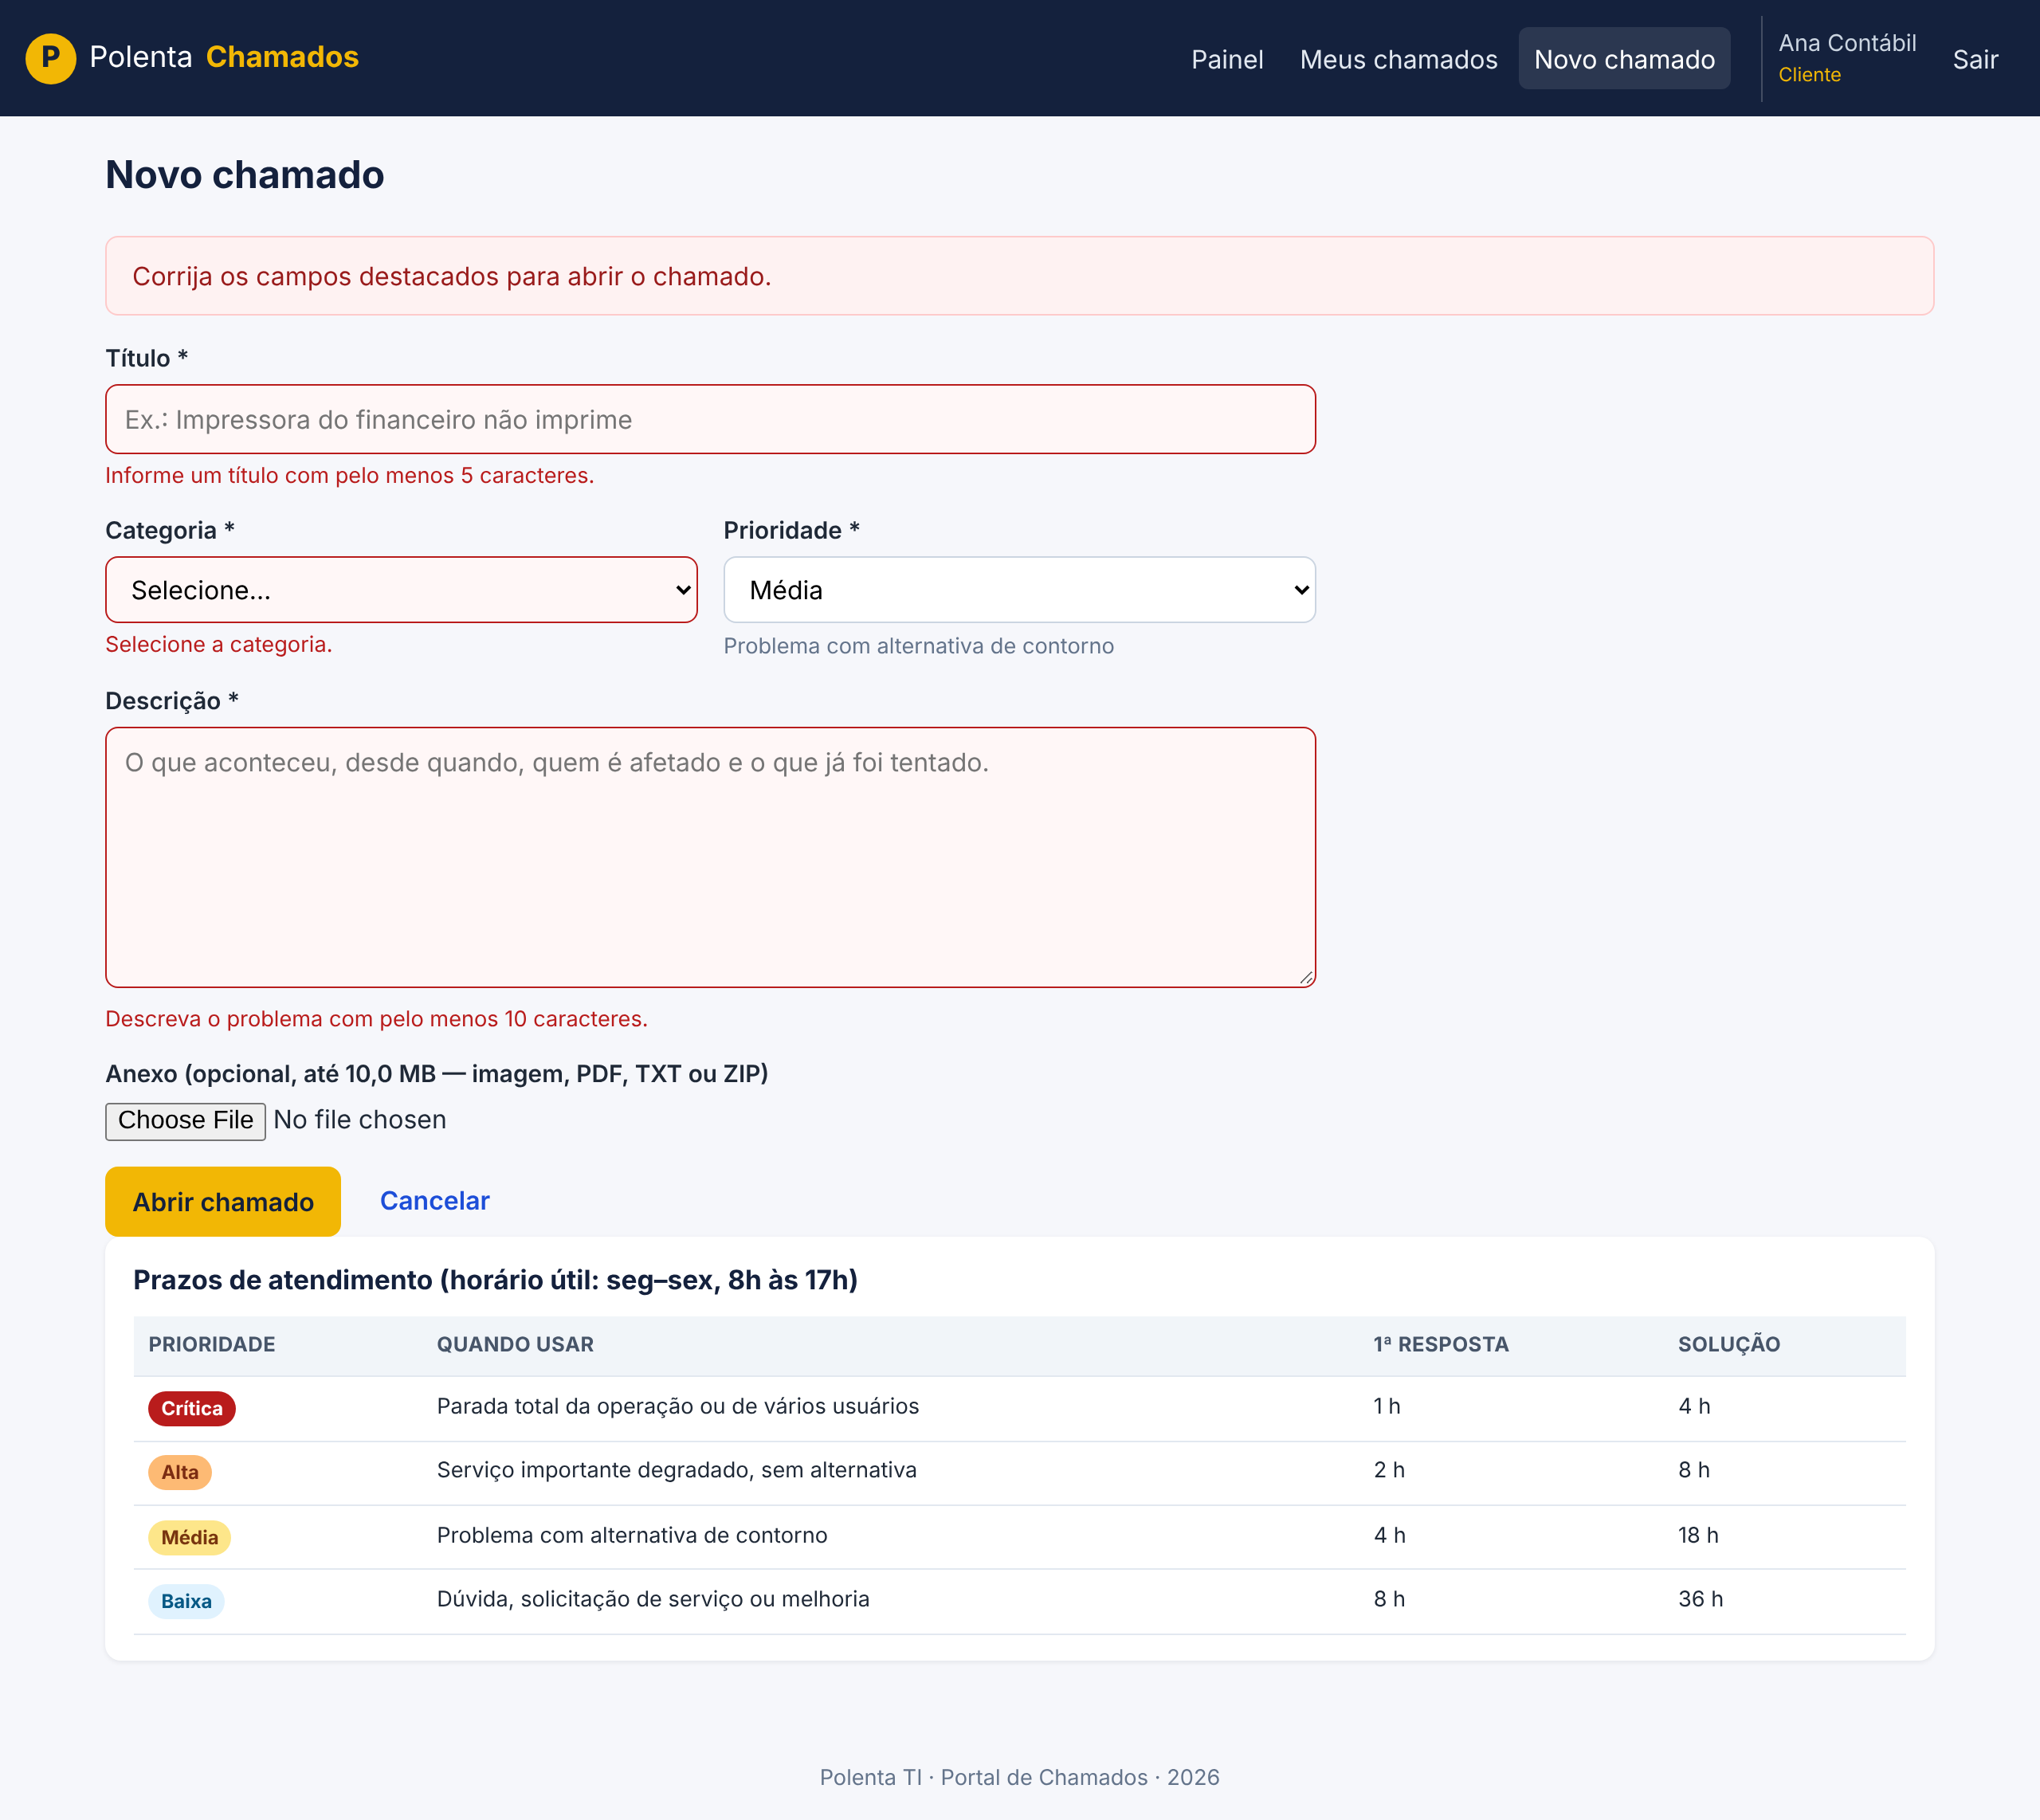 P Polenta Chamados
Painel Meus chamados Novo chamado Ana Contábil Cliente Sair
Novo chamado
Corrija os campos destacados para abrir o chamado.
Título *
Ex.: Impressora do financeiro não imprime
Informe um título com pelo menos 5 caracteres.
Categoria * Prioridade *
Selecione... Média
Selecione a categoria. Problema com alternativa de contorno
Descrição *
O que aconteceu, desde quando, quem é afetado e o que já foi tentado.
Descreva o problema com pelo menos 10 caracteres.
Anexo (opcional, até 10,0 MB — imagem, PDF, TXT ou ZIP)
Choose File No file chosen
Abrir chamado Cancelar
Prazos de atendimento (horário útil: seg–sex, 8h às 17h)
PRIORIDADE QUANDO USAR 1ª RESPOSTA SOLUÇÃO
Crítica Parada total da operação ou de vários usuários 1 h 4 h
Alta Serviço importante degradado, sem alternativa 2 h 8 h
Média Problema com alternativa de contorno 4 h 18 h
Baixa Dúvida, solicitação de serviço ou melhoria 8 h 36 h
Polenta TI · Portal de Chamados · 2026